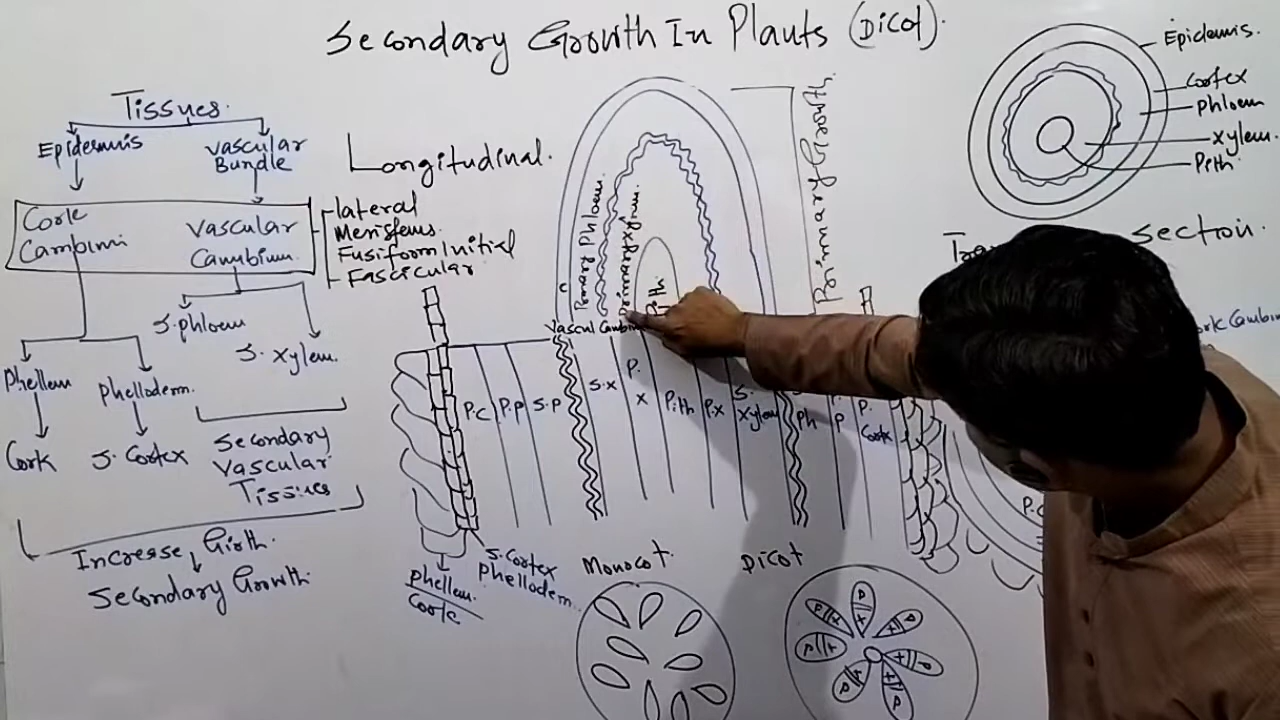 Secondary Growth In Plants (Dicot).
Tissues.
Epidermis
Vascular
Bundle
Cork
Cambium
Vascular
Cambium
lateral
Meristems.
Fusiform Initial
Fascicular
S.phloem
S. Xylem.
Phellem
Phelloderm.
Cork
S. Cortex
Secondary
Vascular
Tissues
Increese Girth.
Secondary Growth.
Longitudinal.
Primary Phloem.
Primary Growth.
Vascul Cambium
P.C
P.P
S.P
S.X
P.
X
Pith
P.X
S.
Xylem
Ph
P.
P
P.
Cork
S. Cortex
Phelloderm.
Phellem.
Cork
Monocot.
Dicot
P
X
P
X
P
X
P
X
P
X
P
X
P
Epidermis.
Cortex
Phloem
Xylem.
Pith.
Section.
P.C